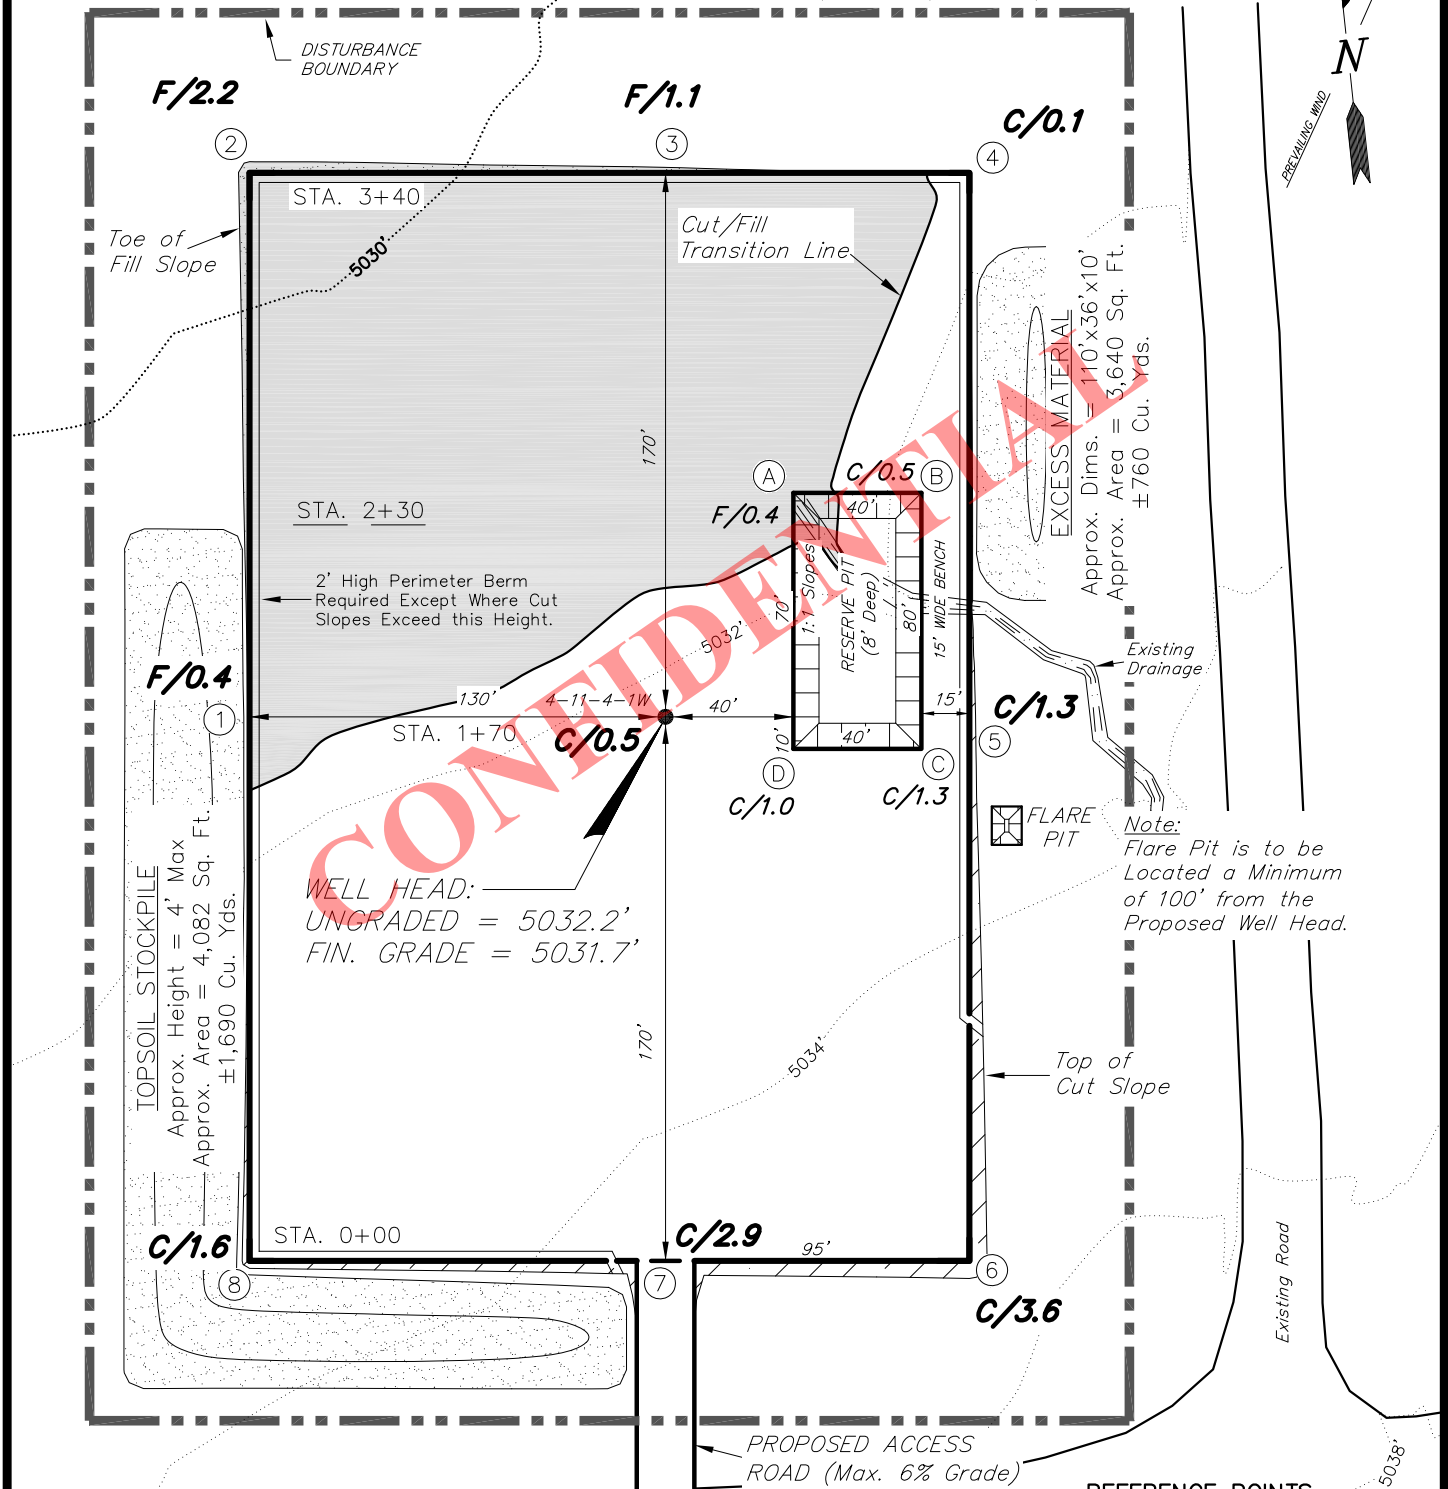 DISTURBANCE
BOUNDARY
F/2.2
F/1.1
C/0.1
N
PREVAILING WIND
2
3
4
STA. 3+40
Toe of
Fill Slope
5030'
Cut/Fill
Transition Line
EXCESS MATERIAL
Approx. Dims. = 110'x36'x10'
Approx. Area = 3,640 Sq. Ft.
±760 Cu. Yds.
170'
A
C/0.5
B
F/0.4
40'
STA. 2+30
2' High Perimeter Berm
Required Except Where Cut
Slopes Exceed this Height.
70'
1:1 Slopes
RESERVE PIT
(8' Deep)
80'
15' WIDE BENCH
5032'
Existing
Drainage
F/0.4
1
130'
4-11-4-1W
40'
15'
C/1.3
STA. 1+70
C/0.5
10'
40'
5
D
C
C/1.0
C/1.3
FLARE
PIT
Note:
Flare Pit is to be
Located a Minimum
of 100' from the
Proposed Well Head.
CONFIDENTIAL
WELL HEAD:
UNGRADED = 5032.2'
FIN. GRADE = 5031.7'
TOPSOIL STOCKPILE
Approx. Height = 4' Max
Approx. Area = 4,082 Sq. Ft.
±1,690 Cu. Yds.
170'
5034'
Top of
Cut Slope
C/1.6
STA. 0+00
C/2.9
95'
8
7
6
C/3.6
Existing Road
PROPOSED ACCESS
ROAD (Max. 6% Grade)
5038'
REFERENCE POINTS